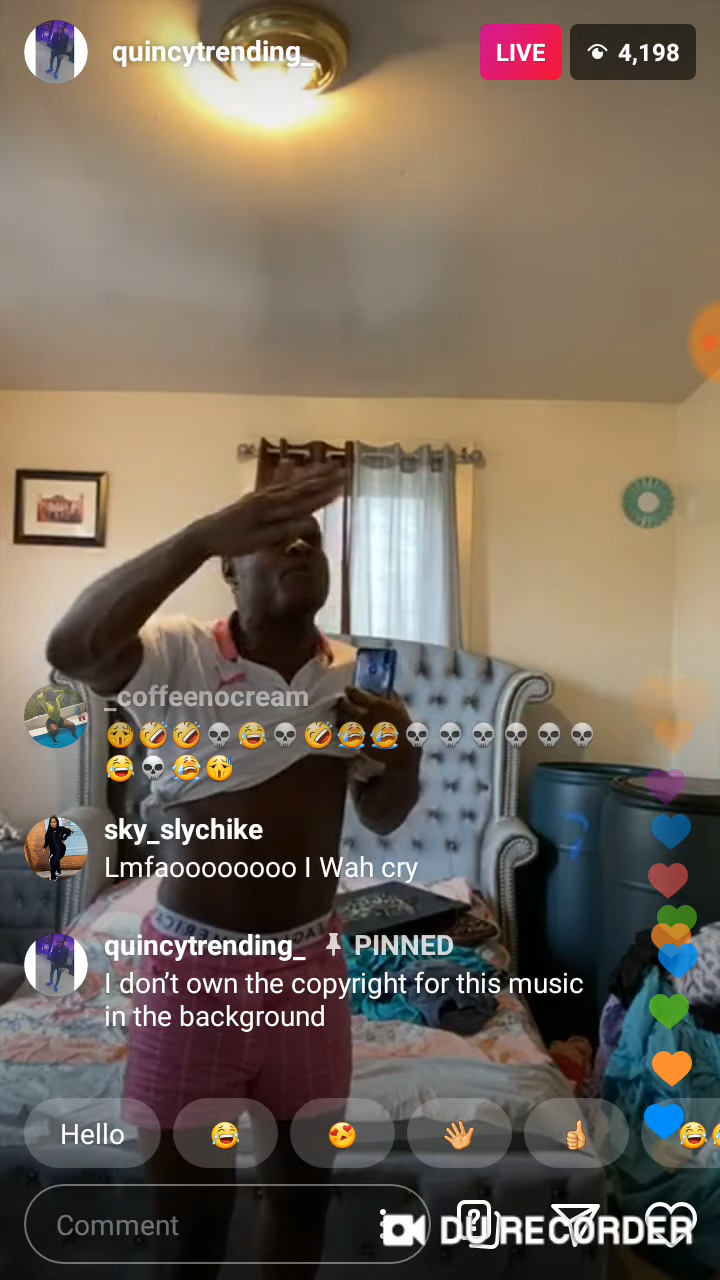 quincytrending_
LIVE
4,198
_coffeenocream
😫🤣🤣💀😂💀🤣😭😭💀💀💀💀💀💀
😂💀😭😫
sky_slychike
Lmfaoooooooo I Wah cry
quincytrending_ PINNED
I don’t own the copyright for this music
in the background
Hello
Comment
DU RECORDER